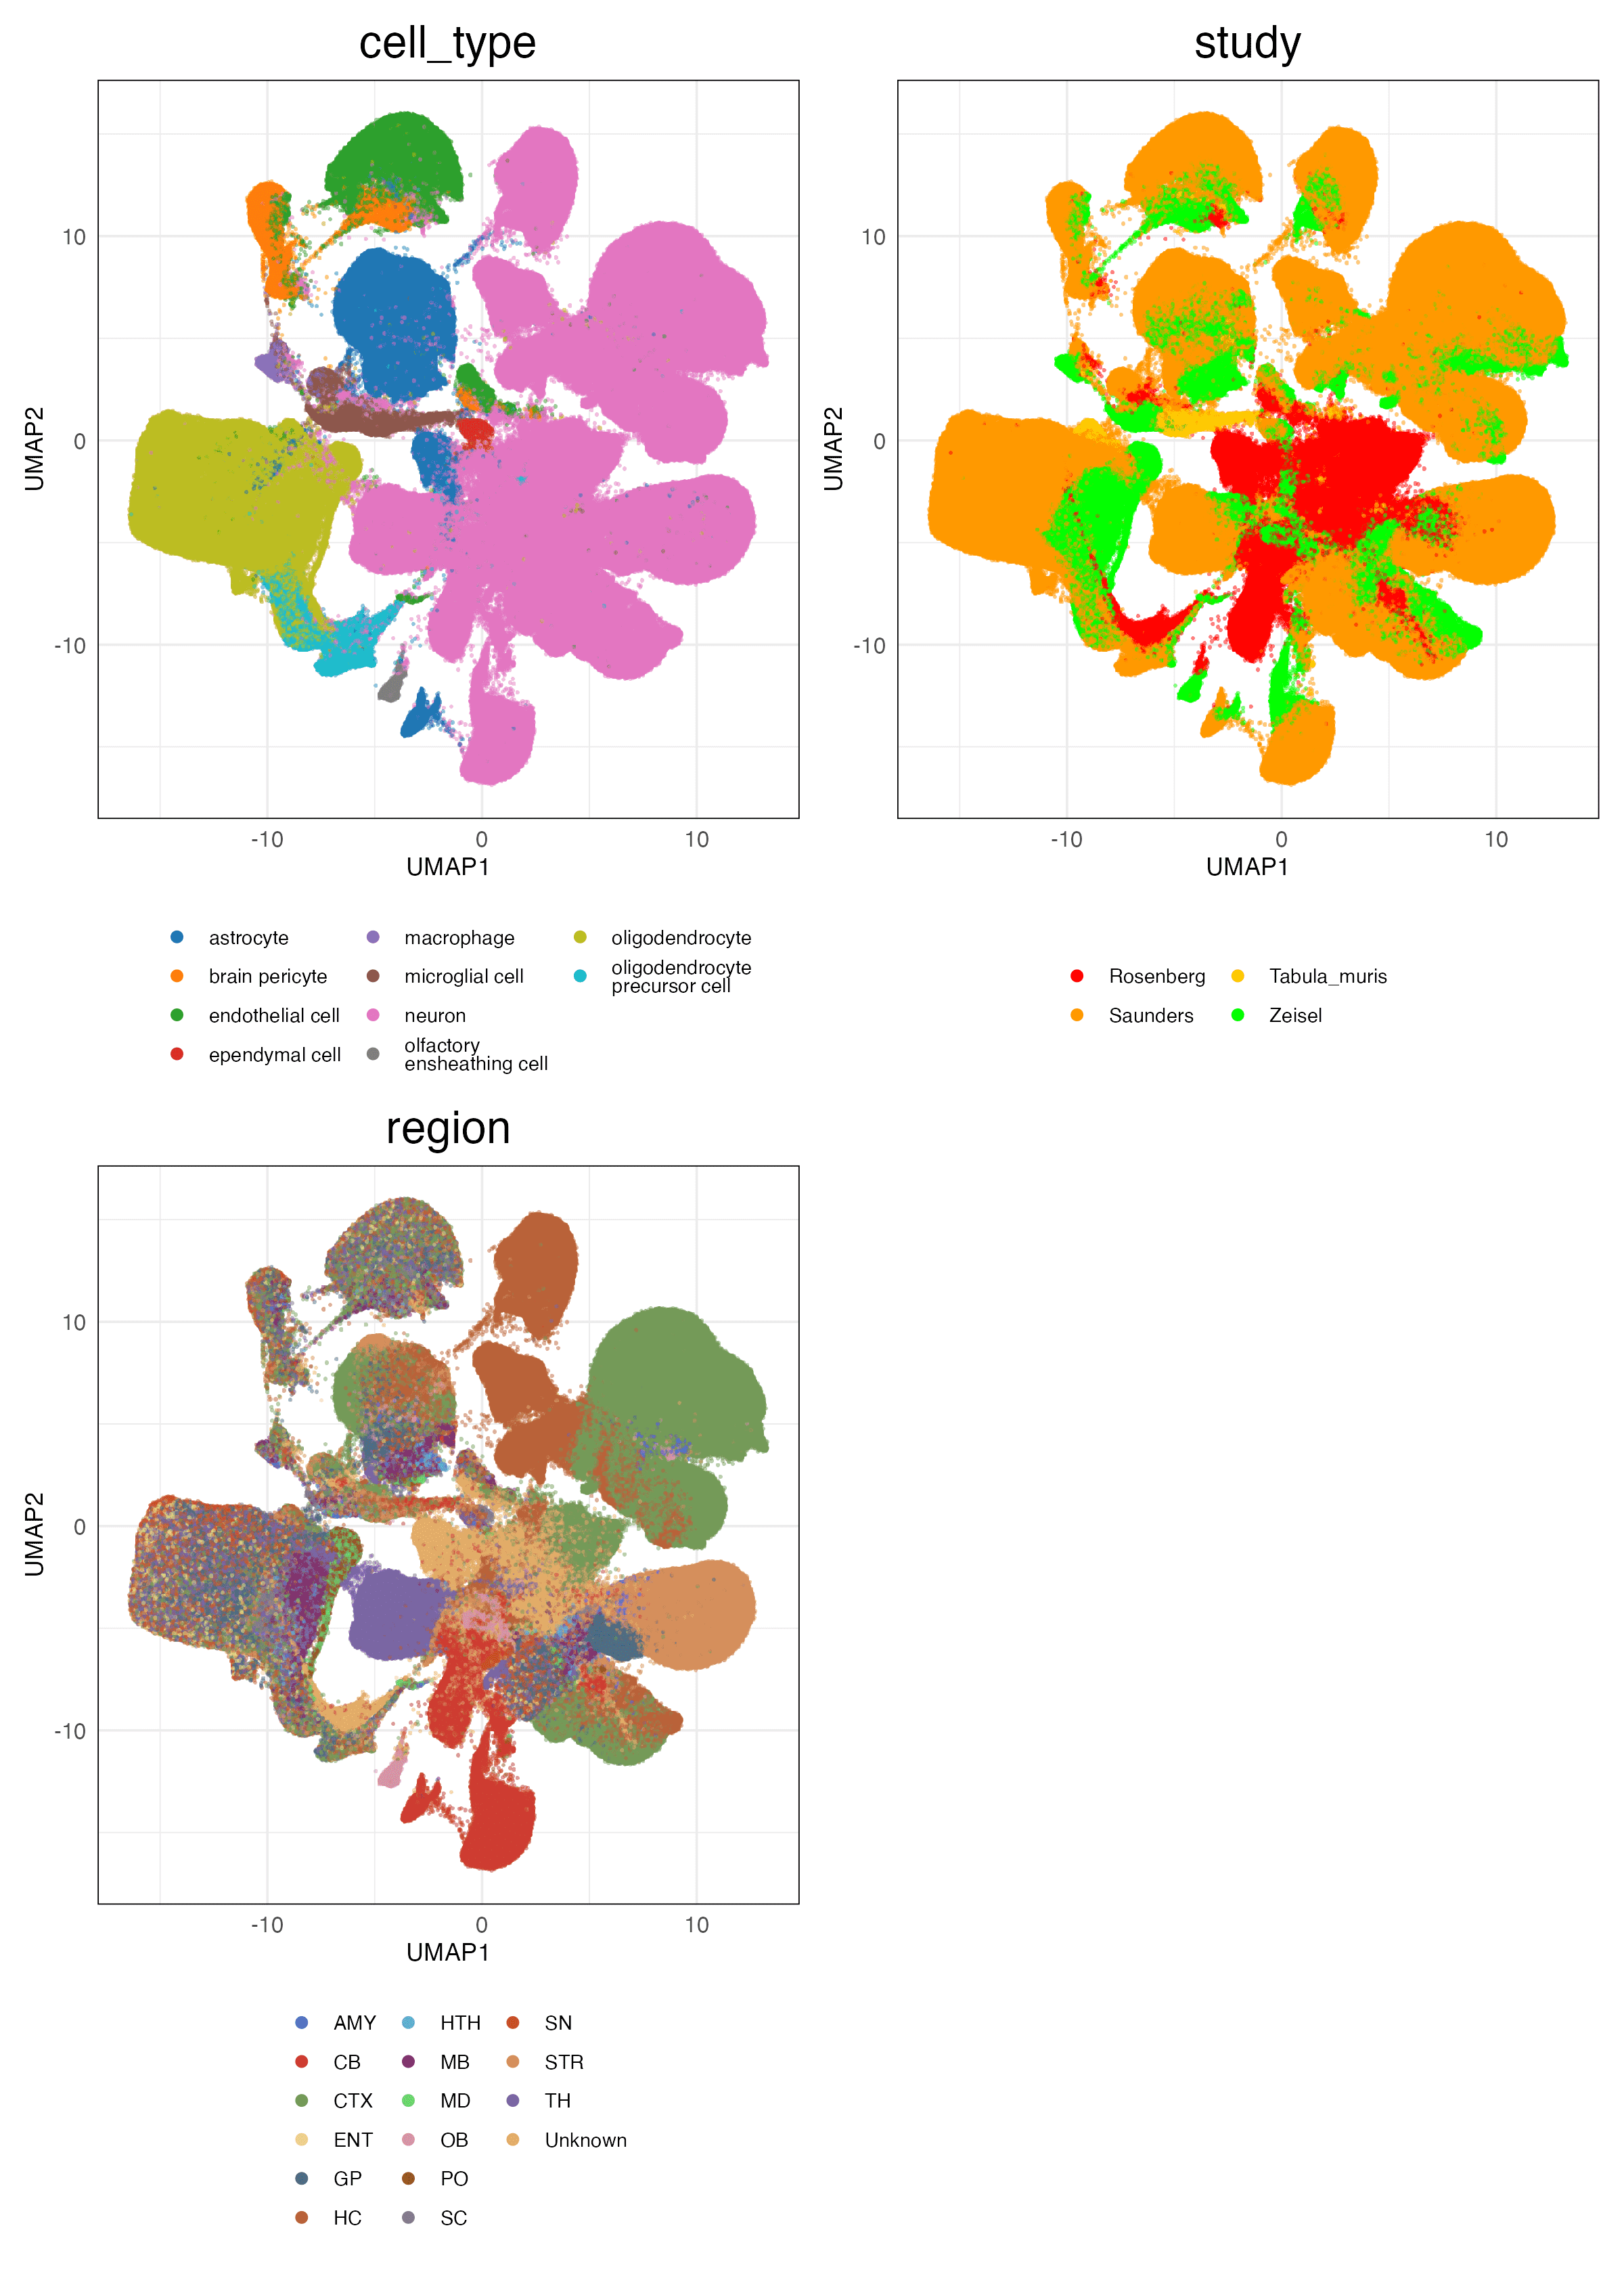 cell_type
study
UMAP2
10
0
-10
-10
0
10
UMAP1
UMAP2
10
0
-10
-10
0
10
UMAP1
astrocyte
brain pericyte
endothelial cell
ependymal cell
macrophage
microglial cell
neuron
olfactory
ensheathing cell
oligodendrocyte
oligodendrocyte
precursor cell
Rosenberg
Saunders
Tabula_muris
Zeisel
region
UMAP2
10
0
-10
-10
0
10
UMAP1
AMY
CB
CTX
ENT
GP
HC
HTH
MB
MD
OB
PO
SC
SN
STR
TH
Unknown